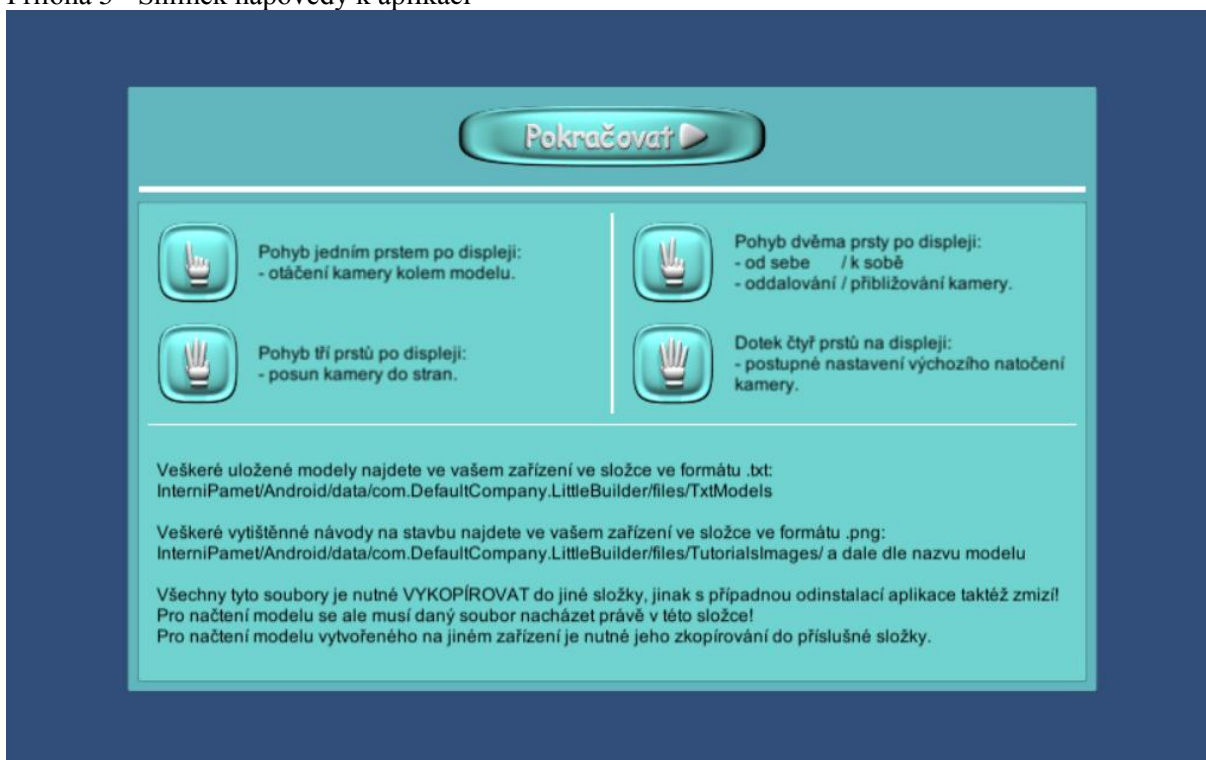 Příloha 3 - Snímek nápovědy k aplikaci
Pokračovat
Pohyb jedním prstem po displeji:
- otáčení kamery kolem modelu.
Pohyb dvěma prsty po displeji:
- od sebe / k sobě
- oddalování / přibližování kamery.
Pohyb tří prstů po displeji:
- posun kamery do stran.
Dotek čtyř prstů na displeji:
- postupné nastavení výchozího natočení
kamery.
Veškeré uložené modely najdete ve vašem zařízení ve složce ve formátu .txt:
InterniPamet/Android/data/com.DefaultCompany.LittleBuilder/files/TxtModels
Veškeré vytištěnné návody na stavbu najdete ve vašem zařízení ve složce ve formátu .png:
InterniPamet/Android/data/com.DefaultCompany.LittleBuilder/files/TutorialsImages/ a dale dle nazvu modelu
Všechny tyto soubory je nutné VYKOPÍROVAT do jiné složky, jinak s případnou odinstalací aplikace taktéž zmizí!
Pro načtení modelu se ale musí daný soubor nacházet právě v této složce!
Pro načtení modelu vytvořeného na jiném zařízení je nutné jeho zkopírování do příslušné složky.